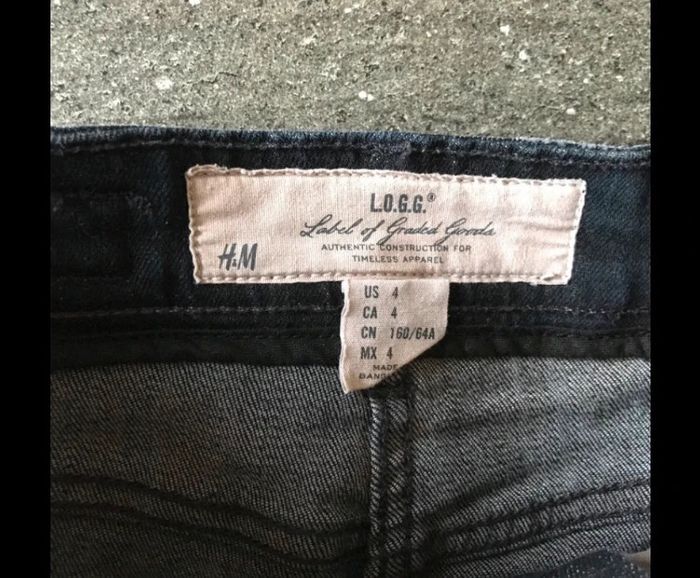 L.O.G.G.®
Label of Graded Goods
AUTHENTIC CONSTRUCTION FOR
TIMELESS APPAREL
H&M
US 4
CA 4
CN 160/64A
MX 4
MADE